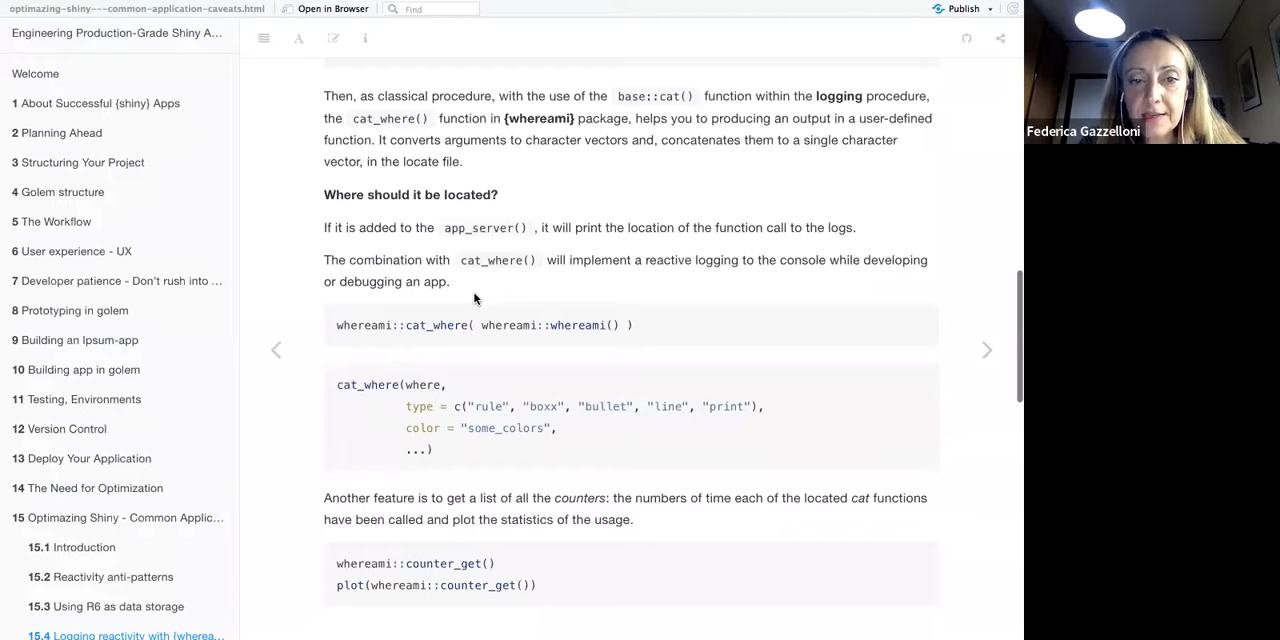 optimazing-shiny---common-application-caveats.html
Open in Browser
Find
Publish
Engineering Production-Grade Shiny A...
Welcome
1 About Successful {shiny} Apps
2 Planning Ahead
3 Structuring Your Project
4 Golem structure
5 The Workflow
6 User experience - UX
7 Developer patience - Don't rush into ...
8 Prototyping in golem
9 Building an Ipsum-app
10 Building app in golem
11 Testing, Environments
12 Version Control
13 Deploy Your Application
14 The Need for Optimization
15 Optimazing Shiny - Common Applic...
15.1 Introduction
15.2 Reactivity anti-patterns
15.3 Using R6 as data storage
15.4 Logging reactivity with {wherea...
Then, as classical procedure, with the use of the base::cat() function within the logging procedure,
the cat_where() function in {whereami} package, helps you to producing an output in a user-defined
function. It converts arguments to character vectors and, concatenates them to a single character
vector, in the locate file.
Where should it be located?
If it is added to the app_server() , it will print the location of the function call to the logs.
The combination with cat_where() will implement a reactive logging to the console while developing
or debugging an app.
whereami::cat_where( whereami::whereami() )
cat_where(where,
type = c("rule", "boxx", "bullet", "line", "print"),
color = "some_colors",
...)
Another feature is to get a list of all the counters: the numbers of time each of the located cat functions
have been called and plot the statistics of the usage.
whereami::counter_get()
plot(whereami::counter_get())
Federica Gazzelloni